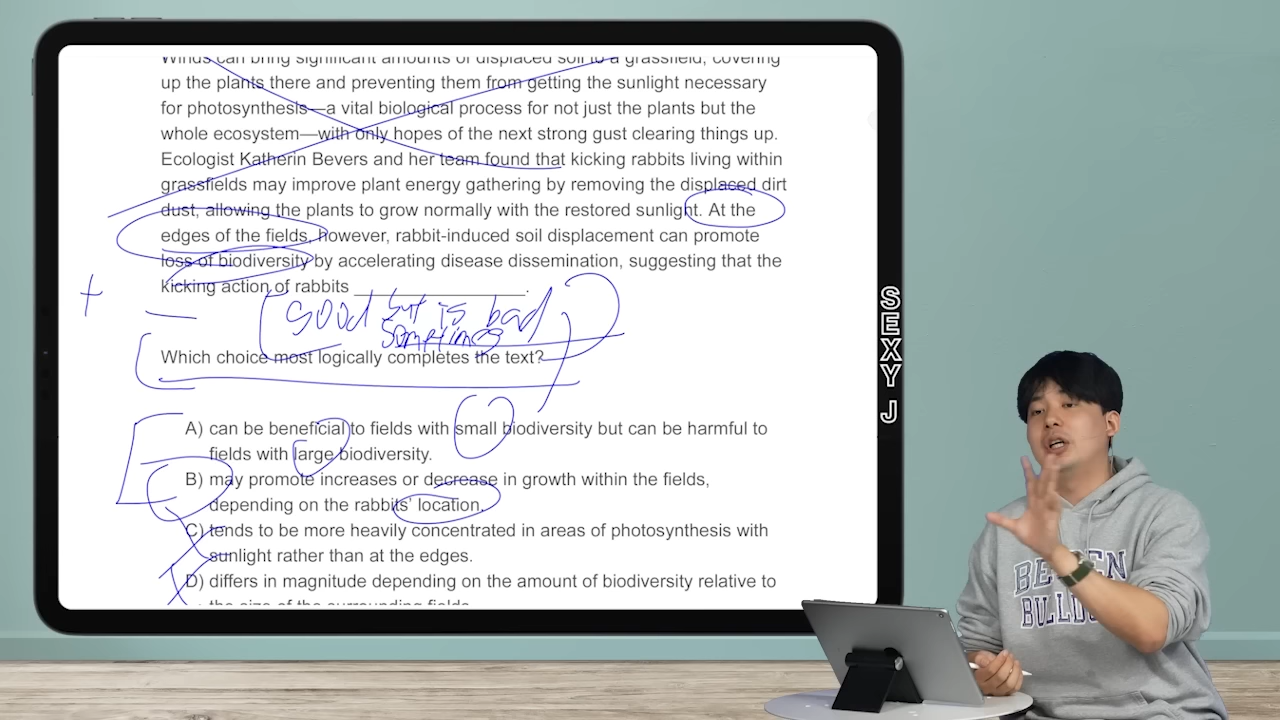 Winds can bring significant amounts of displaced soil to a grassfield, covering
up the plants there and preventing them from getting the sunlight necessary
for photosynthesis—a vital biological process for not just the plants but the
whole ecosystem—with only hopes of the next strong gust clearing things up.
Ecologist Katherin Bevers and her team found that kicking rabbits living within
grassfields may improve plant energy gathering by removing the displaced dirt
dust, allowing the plants to grow normally with the restored sunlight. At the
edges of the fields, however, rabbit-induced soil displacement can promote
loss of biodiversity by accelerating disease dissemination, suggesting that the
kicking action of rabbits ________________.
+ —
good but is bad
sometimes
Which choice most logically completes the text?
A) can be beneficial to fields with small biodiversity but can be harmful to
fields with large biodiversity.
B) may promote increases or decrease in growth within the fields,
depending on the rabbits' location.
C) tends to be more heavily concentrated in areas of photosynthesis with
sunlight rather than at the edges.
D) differs in magnitude depending on the amount of biodiversity relative to
the size of the surrounding fields.
SEXY J
BULLDO